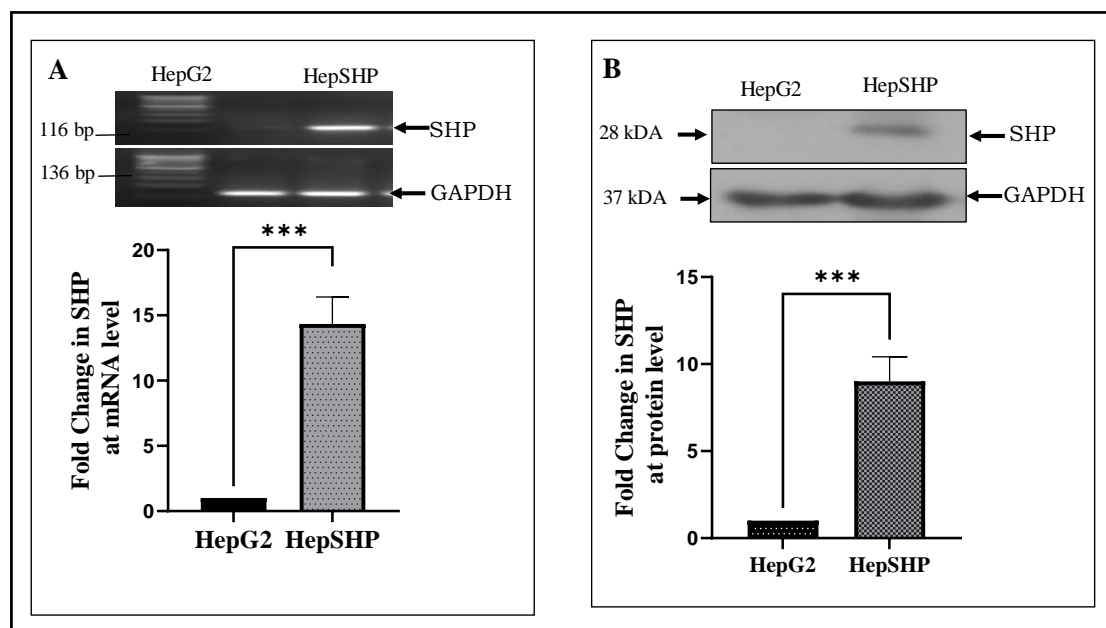 A
HepG2 HepSHP
116 bp
SHP
136 bp
GAPDH
***
Fold Change in SHP
at mRNA level
20
15
10
5
0
HepG2 HepSHP
B
HepG2 HepSHP
28 kDA
SHP
37 kDA
GAPDH
***
Fold Change in SHP
at protein level
15
10
5
0
HepG2 HepSHP